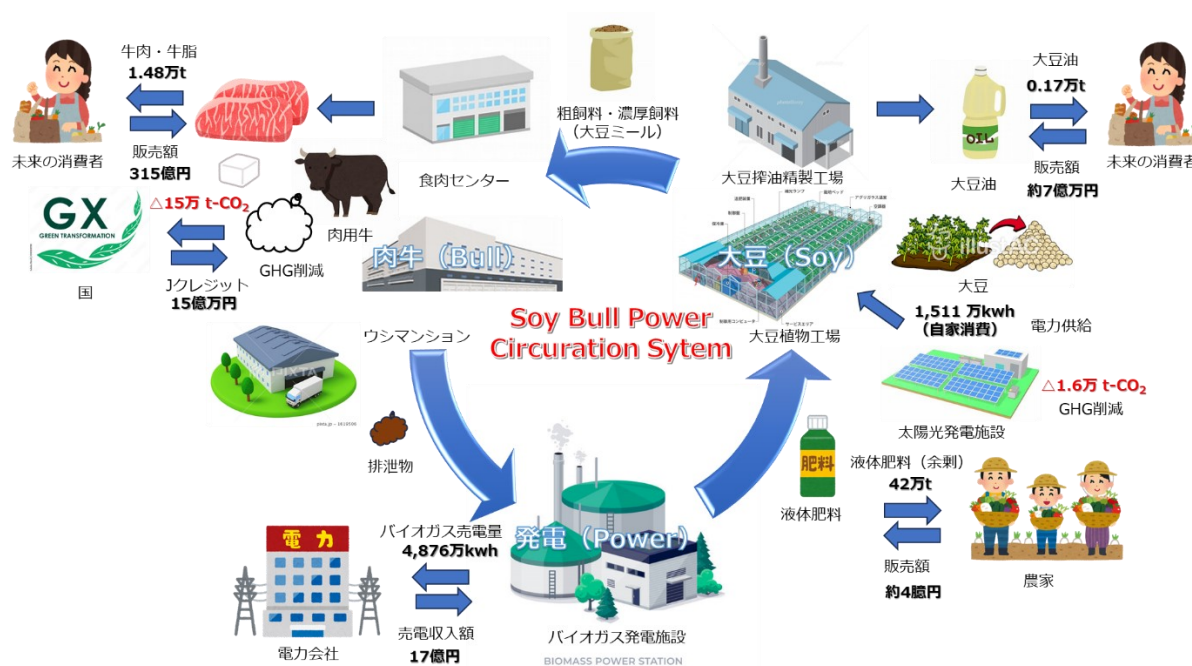 牛肉・牛脂
1.48万t
販売額
315億円
未来の消費者
食肉センター
粗飼料・濃厚飼料
（大豆ミール）
大豆搾油精製工場
OIL
大豆油
大豆油
0.17万t
販売額
約7億万円
未来の消費者
GX
GREEN TRANSFORMATION
国
△15万 t-CO₂
Jクレジット
15億万円
GHG削減
肉用牛
肉牛（Bull）
ウシマンション
大豆（Soy）
大豆植物工場
大豆
1,511 万kwh
（自家消費）
電力供給
△1.6万 t-CO₂
GHG削減
太陽光発電施設
Soy Bull Power
Circuration Sytem
排泄物
肥料
液体肥料
液体肥料（余剰）
42万t
販売額
約4臆円
農家
電力
電力会社
バイオガス売電量
4,876万kwh
売電収入額
17億円
発電（Power）
バイオガス発電施設
BIOMASS POWER STATION